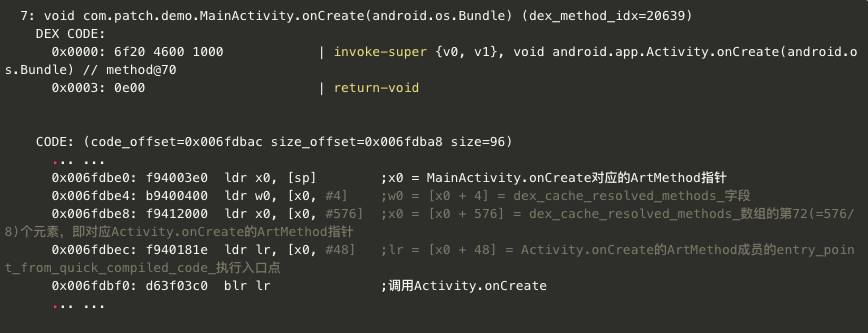 7: void com.patch.demo.MainActivity.onCreate(android.os.Bundle) (dex_method_idx=20639)
DEX CODE:
0x0000: 6f20 4600 1000 | invoke-super {v0, v1}, void android.app.Activity.onCreate(android.o
s.Bundle) // method@70
0x0003: 0e00 | return-void
CODE: (code_offset=0x006fdbac size_offset=0x006fdba8 size=96)
... ...
0x006fdbe0: f94003e0 ldr x0, [sp] ;x0 = MainActivity.onCreate对应的ArtMethod指针
0x006fdbe4: b9400400 ldr w0, [x0, #4] ;w0 = [x0 + 4] = dex_cache_resolved_methods_字段
0x006fdbe8: f9412000 ldr x0, [x0, #576] ;x0 = [x0 + 576] = dex_cache_resolved_methods_数组的第72(=576/
8)个元素，即对应Activity.onCreate的ArtMethod指针
0x006fdbec: f940181e ldr lr, [x0, #48] ;lr = [x0 + 48] = Activity.onCreate的ArtMethod成员的entry_poin
t_from_quick_compiled_code_执行入口点
0x006fdbf0: d63f03c0 blr lr ;调用Activity.onCreate
... ...